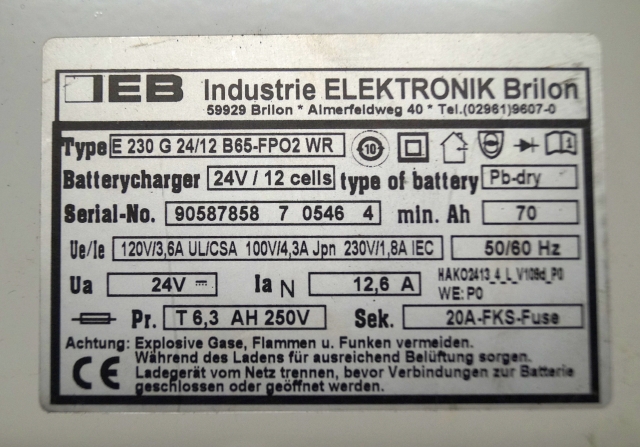 IEB Industrie ELEKTRONIK Brilon
59929 Brilon * Almerfeldweg 40 * Tel.(02961)9607-0
Type E 230 G 24/12 B65-FPO2 WR 10
Batterycharger 24V / 12 cells type of battery Pb-dry
Serial-No. 90587858 7 0546 4 min. Ah 70
Ue/Ie 120V/3,6A UL/CSA 100V/4,3A Jpn 230V/1,8A IEC 50/60 Hz
Ua 24V Ia N 12,6 A HAKO2413_4_L_V109d_P0
WE: P0
Pr. T 6,3 AH 250V Sek. 20A-FKS-Fuse
Achtung: Explosive Gase, Flammen u. Funken vermeiden.
Während des Ladens für ausreichend Belüftung sorgen.
CE Ladegerät vom Netz trennen, bevor Verbindungen zur Batterie
geschlossen oder geöffnet werden.